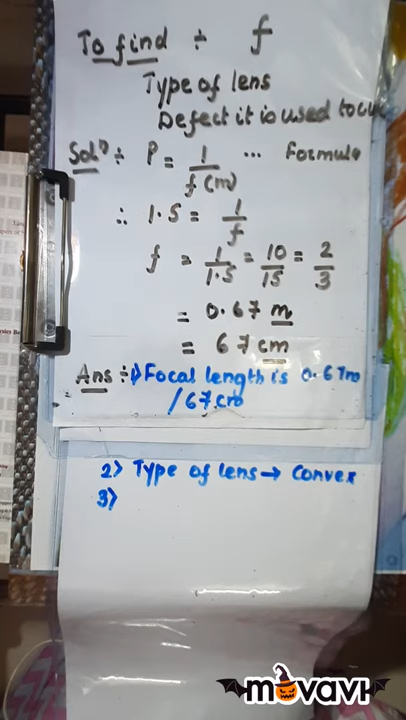 To find ÷ f
Type of lens
Defect it is used to
Solⁿ ÷ P = 1/f(m) ... Formula
∴ 1.5 = 1/f
f = 1/1.5 = 10/15 = 2/3
= 0.67 m
= 67 cm
Ans ÷ 1) Focal length is 0.67m
/67cm
2) Type of lens → Convex
3)
movavi